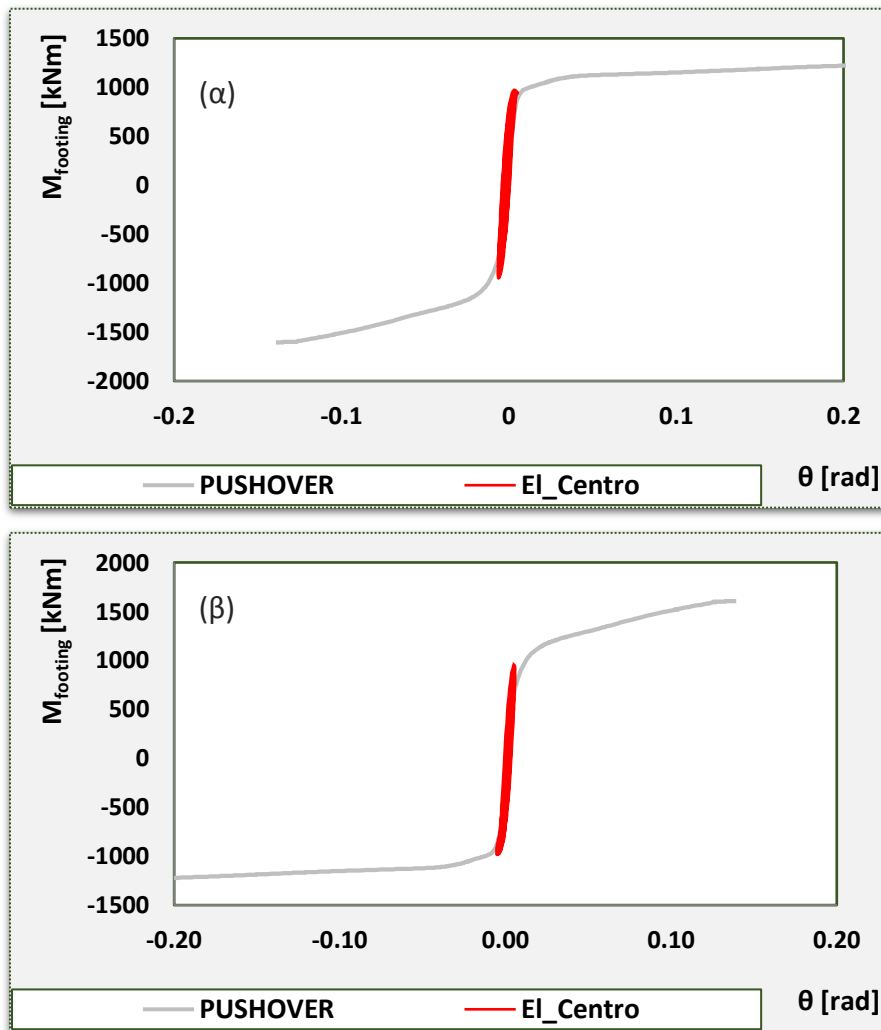 M_footing [kNm]
(α)
1500
1000
500
0
-500
-1000
-1500
-2000
-0.2 -0.1 0 0.1 0.2
PUSHOVER El_Centro θ [rad]
M_footing [kNm]
(β)
2000
1500
1000
500
0
-500
-1000
-1500
-0.20 -0.10 0.00 0.10 0.20
PUSHOVER El_Centro θ [rad]